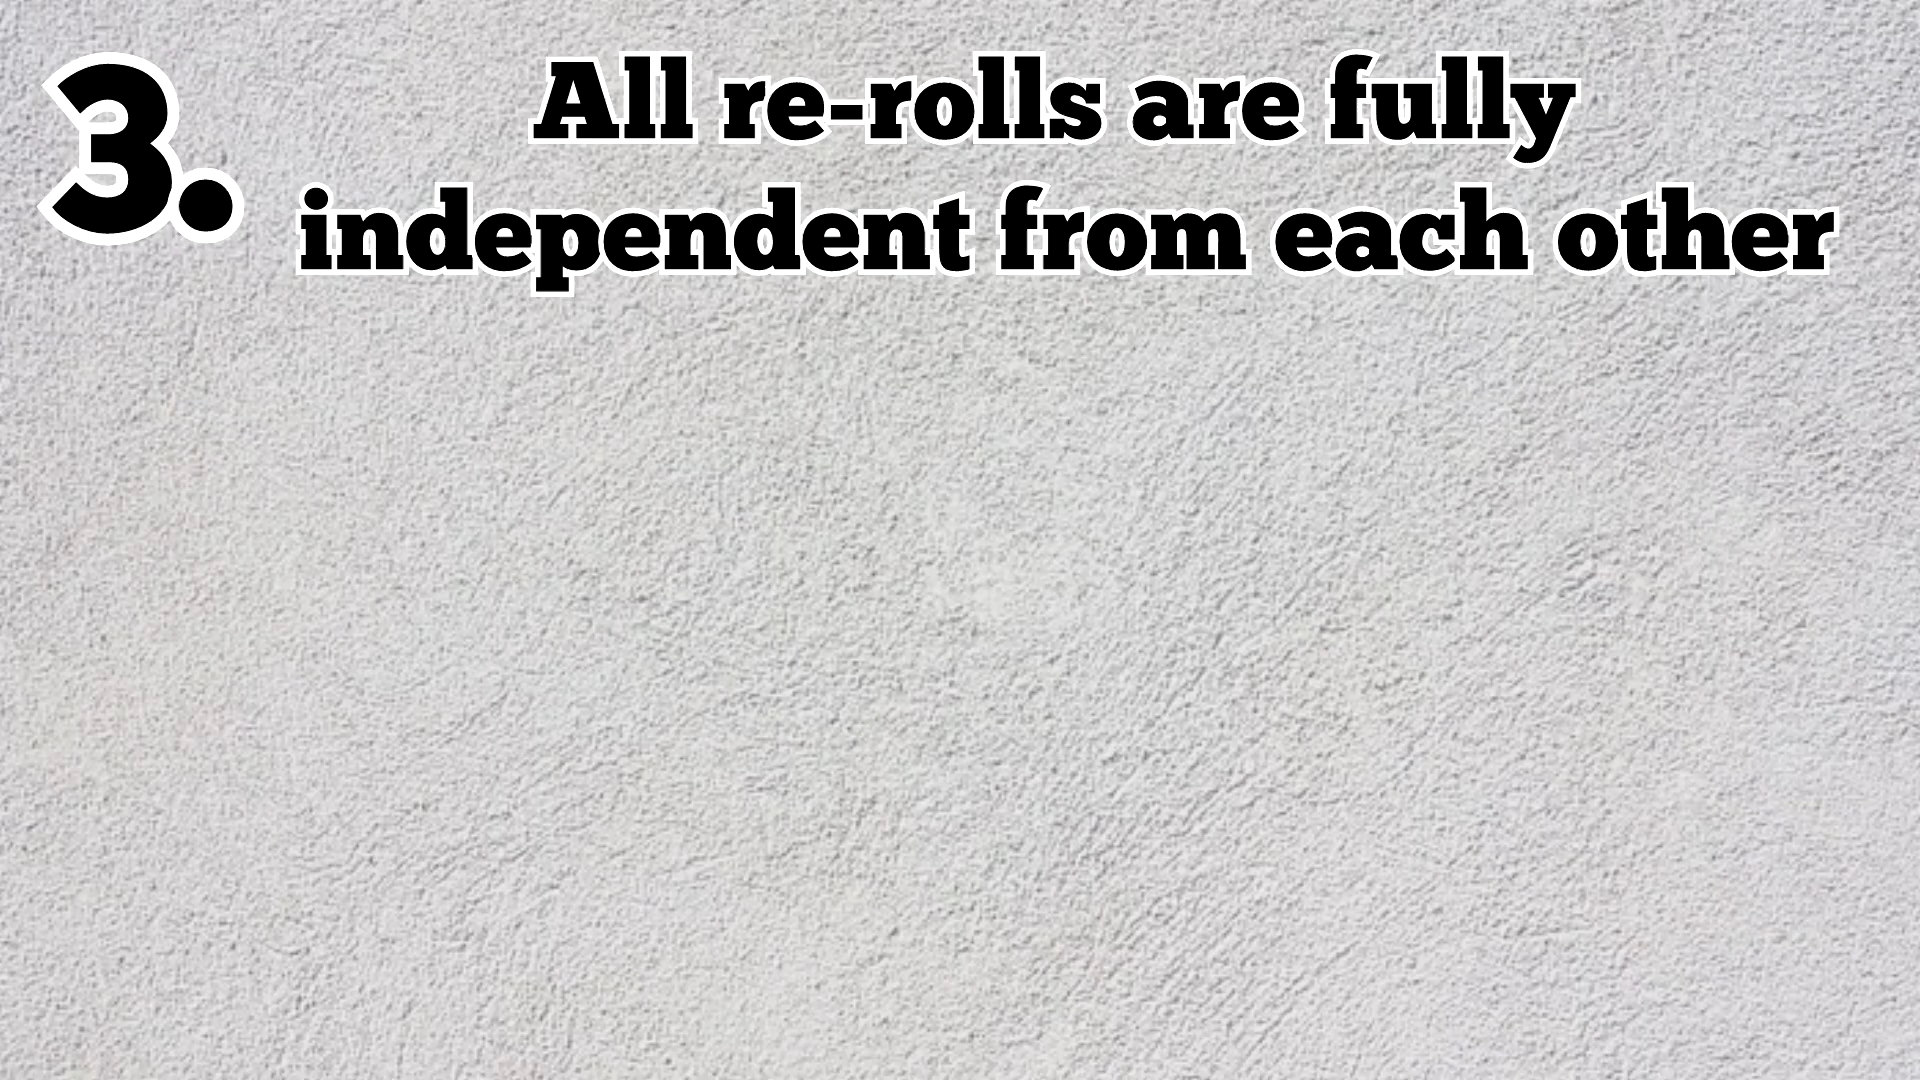 3.
All re-rolls are fully
independent from each other